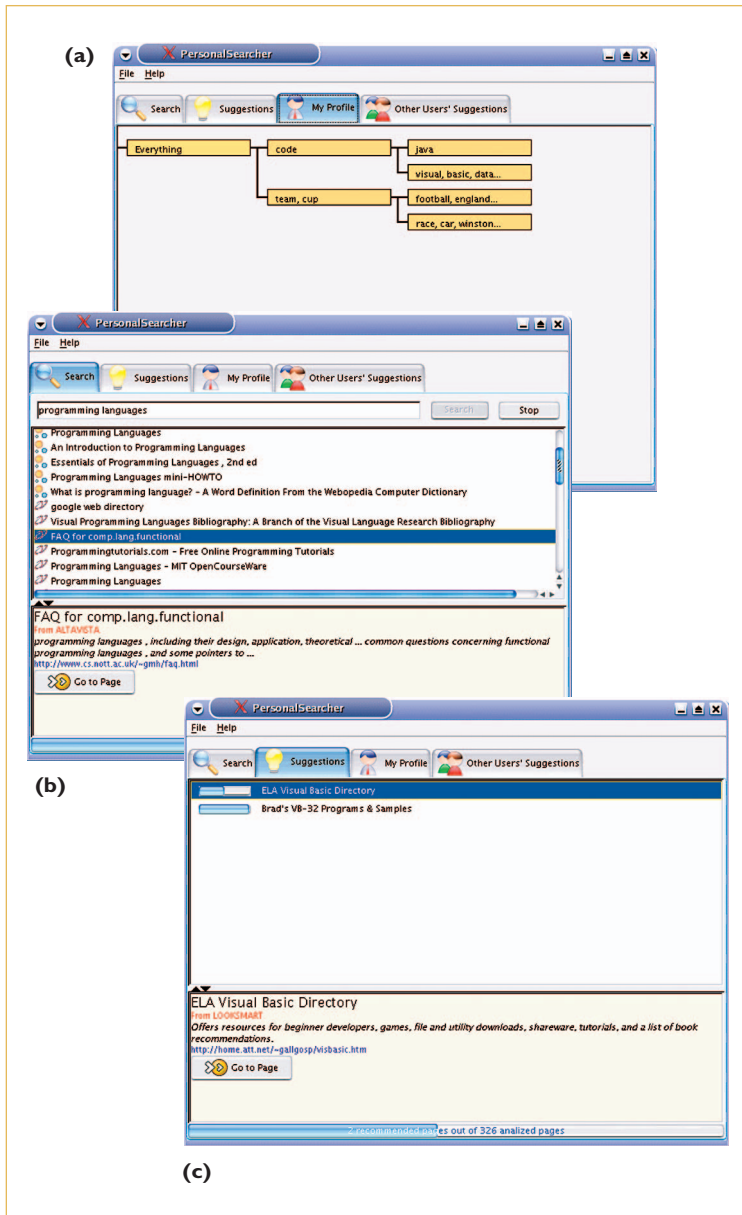 (a)
PersonalSearcher
File Help
Search Suggestions My Profile Other Users' Suggestions
Everything code java
visual, basic, data...
team, cup football, england...
race, car, winston...
PersonalSearcher
File Help
Search Suggestions My Profile Other Users' Suggestions
programming languages Search Stop
Programming Languages
An Introduction to Programming Languages
Essentials of Programming Languages , 2nd ed
Programming Languages mini-HOWTO
What is programming language? - A Word Definition From the Webopedia Computer Dictionary
google web directory
Visual Programming Languages Bibliography: A Branch of the Visual Language Research Bibliography
FAQ for comp.lang.functional
Programmingtutorials.com - Free Online Programming Tutorials
Programming Languages - MIT OpenCourseWare
Programming Languages
FAQ for comp.lang.functional
From ALTAVISTA
programming languages , including their design, application, theoretical ... common questions concerning functional
programming languages , and some pointers to ...
http://www.cs.nott.ac.uk/~gmh/faq.html
Go to Page
(b)
PersonalSearcher
File Help
Search Suggestions My Profile Other Users' Suggestions
ELA Visual Basic Directory
Brad's VB-32 Programs & Samples
ELA Visual Basic Directory
From LOOKSMART
Offers resources for beginner developers, games, file and utility downloads, shareware, tutorials, and a list of book
recommendations.
http://home.att.net/~gallgosp/visbasic.htm
Go to Page
2 recommended pages out of 326 analized pages
(c)